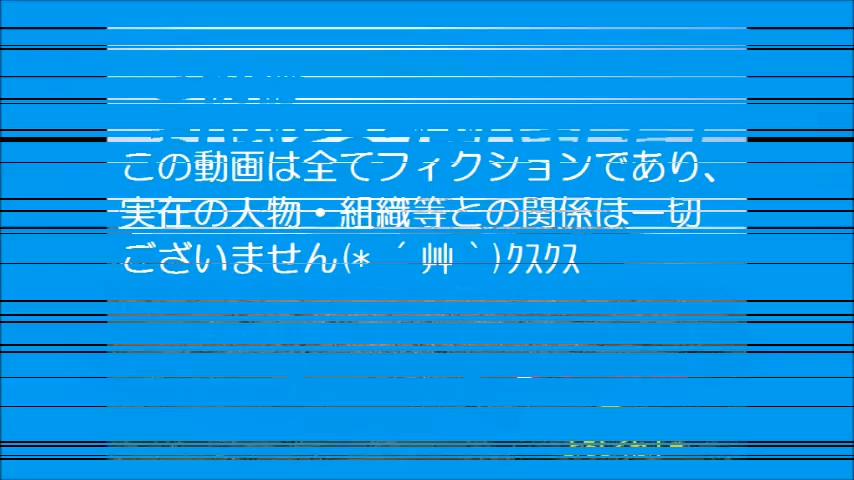 この動画は全てフィクションであり、
実在の人物・組織等との関係は一切
ございません(* ´ 艸 `)ｸｽｸｽ